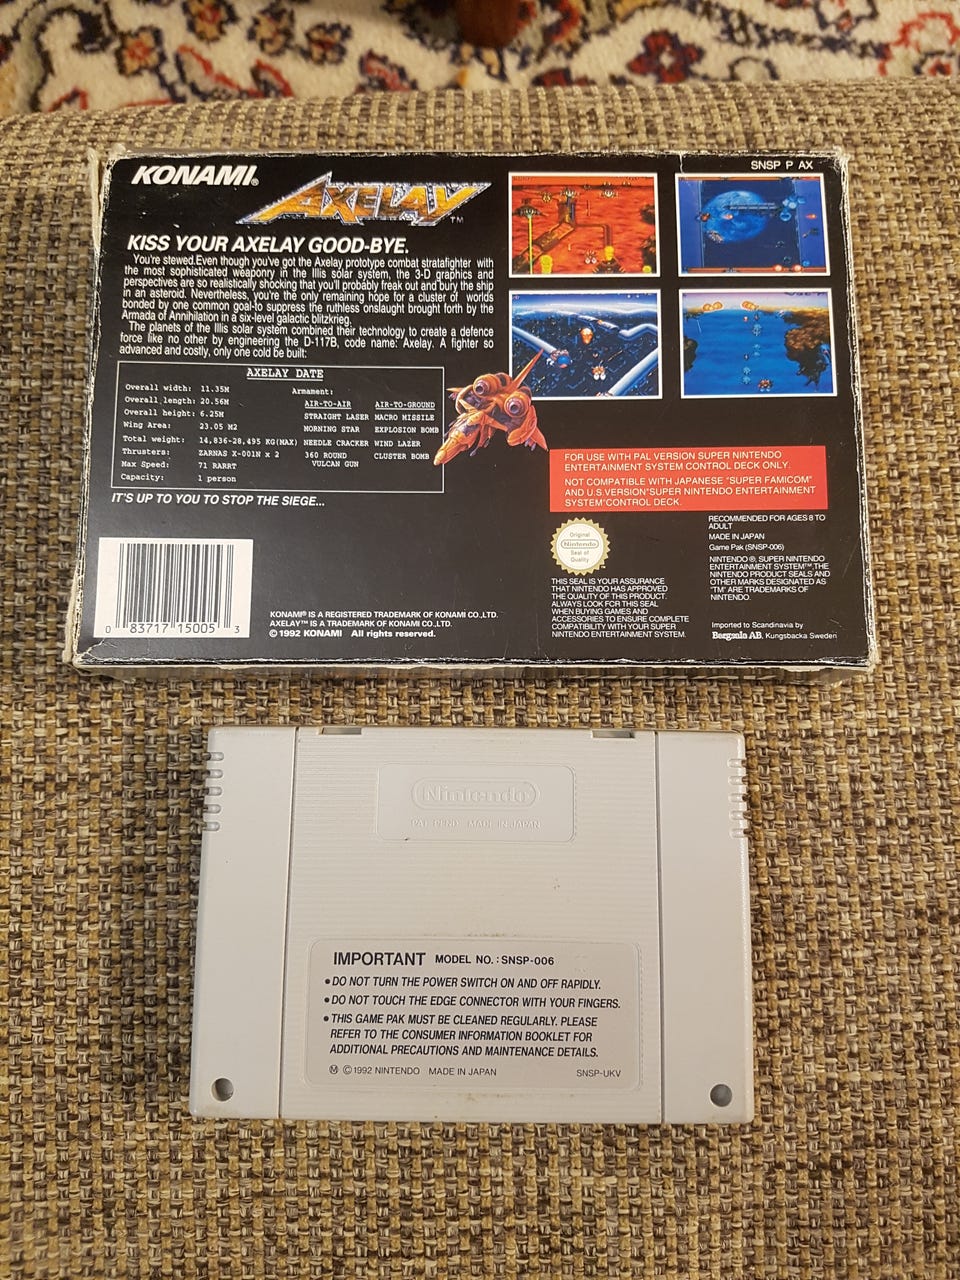 KONAMI®
AXELAY™
SNSP P AX
KISS YOUR AXELAY GOOD-BYE.
You're stewed.Even though you've got the Axelay prototype combat stratafighter with
the most sophisticated weaponry in the Illis solar system, the 3-D graphics and
perspectives are so realistically shocking that you'll probably freak out and bury the ship
in an asteroid. Nevertheless, you're the only remaining hope for a cluster of worlds
bonded by one common goal-to suppress the ruthless onslaught brought forth by the
Armada of Annihilation in a six-level galactic blitzkrieg.
The planets of the Illis solar system combined their technology to create a defence
force like no other by engineering the D-117B, code name: Axelay. A fighter so
advanced and costly, only one cold be built:
AXELAY DATE
Overall width: 11.35M
Overall length: 20.56M
Overall height: 6.25M
Wing Area: 23.05 M2
Total weight: 14,836-28,495 KG(MAX)
Thrusters: ZARNAS X-001N x 2
Max Speed: 71 RARRT
Capacity: 1 person
Armament:
AIR-TO-AIR
STRAIGHT LASER
MORNING STAR
NEEDLE CRACKER
360 ROUND
VULCAN GUN
AIR-TO-GROUND
MACRO MISSILE
EXPLOSION BOMB
WIND LAZER
CLUSTER BOMB
IT'S UP TO YOU TO STOP THE SIEGE...
FOR USE WITH PAL VERSION SUPER NINTENDO
ENTERTAINMENT SYSTEM CONTROL DECK ONLY.
NOT COMPATIBLE WITH JAPANESE "SUPER FAMICOM"
AND U.S.VERSION"SUPER NINTENDO ENTERTAINMENT
SYSTEM"CONTROL DECK.
Original
Nintendo
Seal of
Quality
THIS SEAL IS YOUR ASSURANCE
THAT NINTENDO HAS APPROVED
THE QUALITY OF THIS PRODUCT.
ALWAYS LOOK FOR THIS SEAL
WHEN BUYING GAMES AND
ACCESSORIES TO ENSURE COMPLETE
COMPATIBILITY WITH YOUR SUPER
NINTENDO ENTERTAINMENT SYSTEM.
RECOMMENDED FOR AGES 8 TO
ADULT
MADE IN JAPAN
Game Pak (SNSP-006)
NINTENDO®, SUPER NINTENDO
ENTERTAINMENT SYSTEM™,THE
NINTENDO PRODUCT SEALS AND
OTHER MARKS DESIGNATED AS
"TM" ARE TRADEMARKS OF
NINTENDO.
Imported to Scandinavia by
Bergsala AB, Kungsbacka Sweden
0 83717 15005 3
KONAMI® IS A REGISTERED TRADEMARK OF KONAMI CO.,LTD.
AXELAY™ IS A TRADEMARK OF KONAMI CO.,LTD.
© 1992 KONAMI All rights reserved.
Nintendo
PAT. PEND. MADE IN JAPAN
IMPORTANT MODEL NO. : SNSP-006
• DO NOT TURN THE POWER SWITCH ON AND OFF RAPIDLY.
• DO NOT TOUCH THE EDGE CONNECTOR WITH YOUR FINGERS.
• THIS GAME PAK MUST BE CLEANED REGULARLY. PLEASE
REFER TO THE CONSUMER INFORMATION BOOKLET FOR
ADDITIONAL PRECAUTIONS AND MAINTENANCE DETAILS.
Ⓜ ©1992 NINTENDO MADE IN JAPAN SNSP-UKV